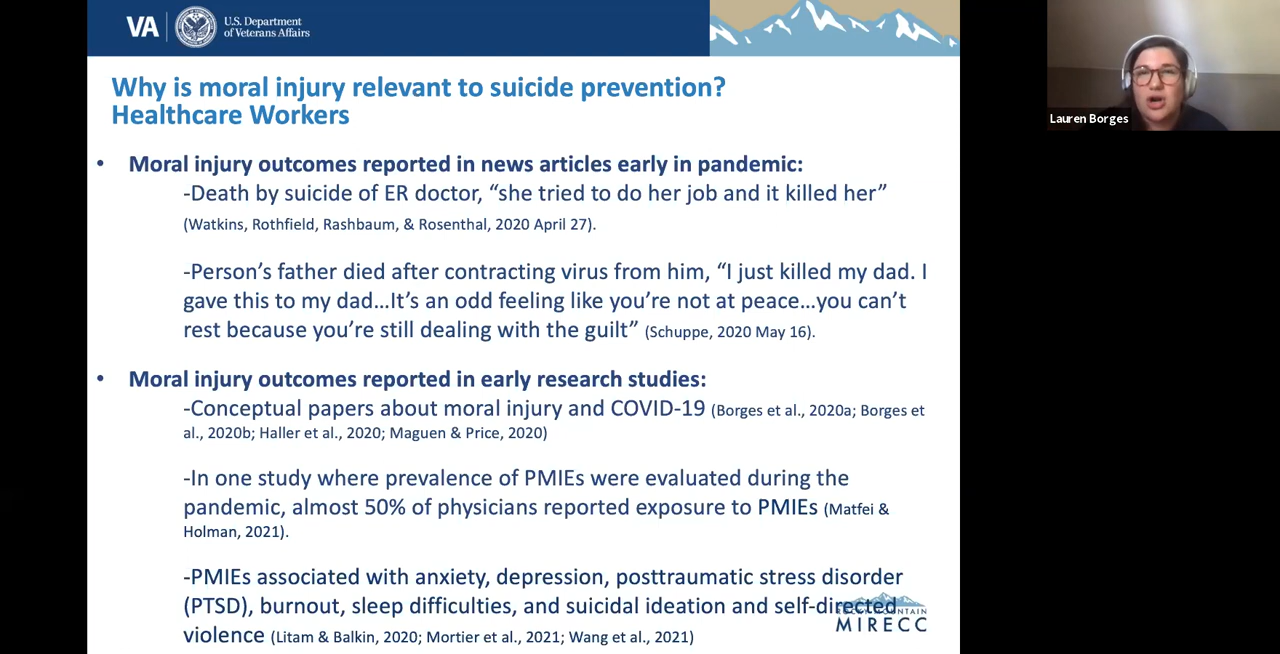 VA
U.S. Department
of Veterans Affairs
Why is moral injury relevant to suicide prevention?
Healthcare Workers
• Moral injury outcomes reported in news articles early in pandemic:
-Death by suicide of ER doctor, “she tried to do her job and it killed her”
(Watkins, Rothfield, Rashbaum, & Rosenthal, 2020 April 27).
-Person’s father died after contracting virus from him, “I just killed my dad. I
gave this to my dad…It’s an odd feeling like you’re not at peace…you can’t
rest because you’re still dealing with the guilt” (Schuppe, 2020 May 16).
• Moral injury outcomes reported in early research studies:
-Conceptual papers about moral injury and COVID-19 (Borges et al., 2020a; Borges et
al., 2020b; Haller et al., 2020; Maguen & Price, 2020)
-In one study where prevalence of PMIEs were evaluated during the
pandemic, almost 50% of physicians reported exposure to PMIEs (Matfei &
Holman, 2021).
-PMIEs associated with anxiety, depression, posttraumatic stress disorder
(PTSD), burnout, sleep difficulties, and suicidal ideation and self-directed
violence (Litam & Balkin, 2020; Mortier et al., 2021; Wang et al., 2021)
MOUNTAIN
MIRECC
Lauren Borges